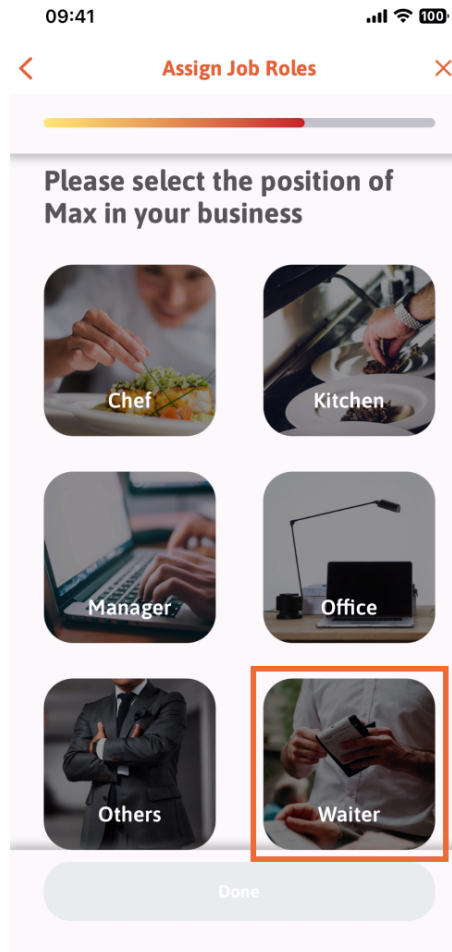 09:41
100
Assign Job Roles
Please select the position of
Max in your business
Chef
Kitchen
Manager
Office
Others
Waiter
Done